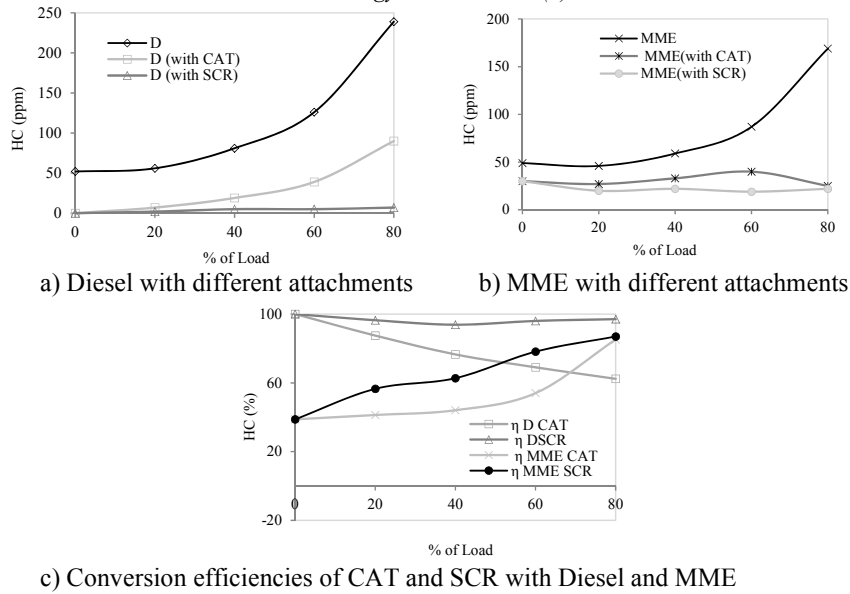 250
200
150
100
50
0
HC (ppm)
D
D (with CAT)
D (with SCR)
0 20 40 60 80
% of Load
a) Diesel with different attachments
200
150
100
50
0
HC (ppm)
MME
MME(with CAT)
MME(with SCR)
0 20 40 60 80
% of Load
b) MME with different attachments
100
60
20
-20
HC (%)
η D CAT
η DSCR
η MME CAT
η MME SCR
0 20 40 60 80
% of Load
c) Conversion efficiencies of CAT and SCR with Diesel and MME